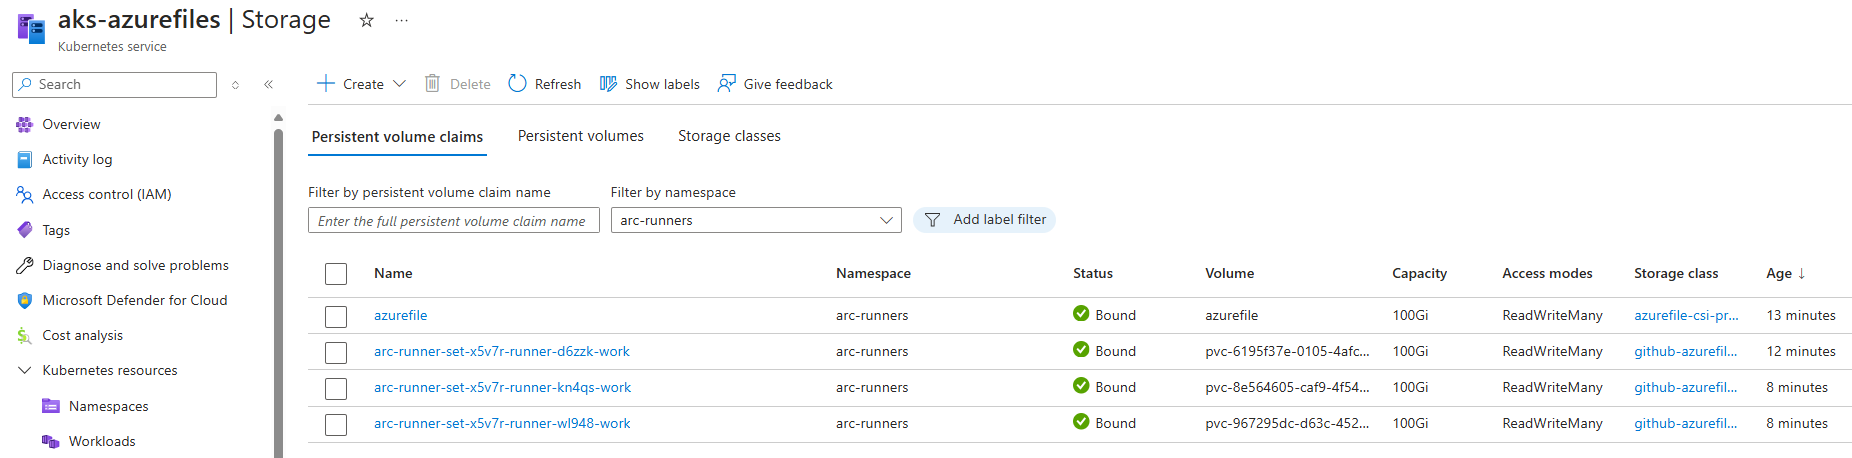 aks-azurefiles | Storage ☆ ...
Kubernetes service
Search
Overview
Activity log
Access control (IAM)
Tags
Diagnose and solve problems
Microsoft Defender for Cloud
Cost analysis
Kubernetes resources
Namespaces
Workloads
Create Delete Refresh Show labels Give feedback
Persistent volume claims Persistent volumes Storage classes
Filter by persistent volume claim name Filter by namespace
Enter the full persistent volume claim name arc-runners Add label filter
Name Namespace Status Volume Capacity Access modes Storage class Age ↓
azurefile arc-runners Bound azurefile 100Gi ReadWriteMany azurefile-csi-pr... 13 minutes
arc-runner-set-x5v7r-runner-d6zzk-work arc-runners Bound pvc-6195f37e-0105-4afc... 100Gi ReadWriteMany github-azurefil... 12 minutes
arc-runner-set-x5v7r-runner-kn4qs-work arc-runners Bound pvc-8e564605-caf9-4f54... 100Gi ReadWriteMany github-azurefil... 8 minutes
arc-runner-set-x5v7r-runner-wl948-work arc-runners Bound pvc-967295dc-d63c-452... 100Gi ReadWriteMany github-azurefil... 8 minutes